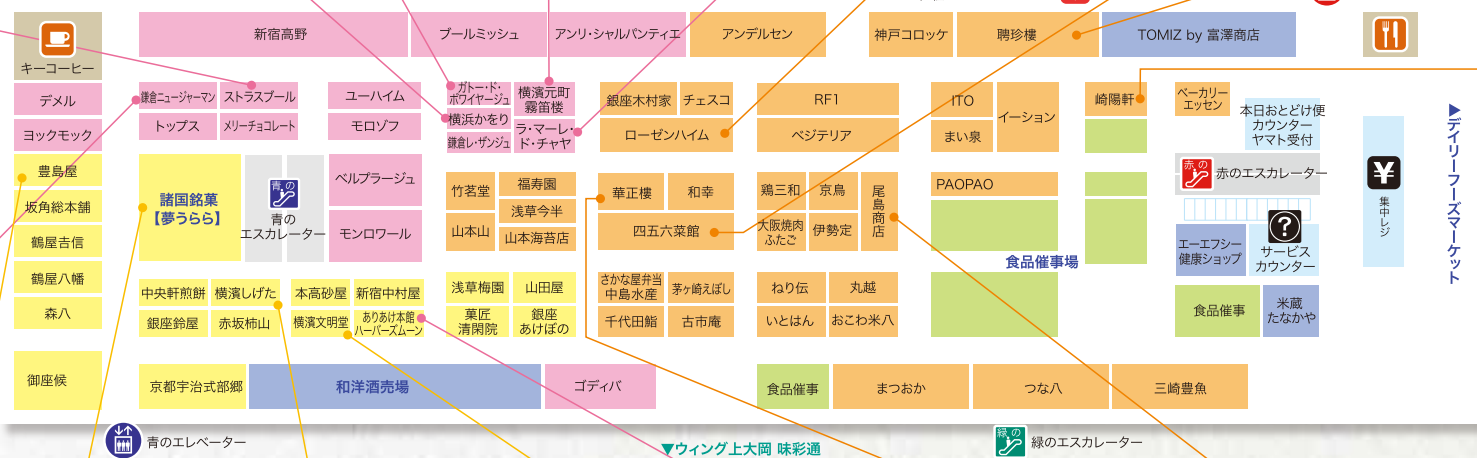 新宿高野
ブールミッシュ
アンリ・シャルパンティエ
アンデルセン
神戸コロッケ
聘珍樓
TOMIZ by 富澤商店
キーコーヒー
デメル
ヨックモック
豊島屋
坂角総本舗
鶴屋吉信
鶴屋八幡
森八
御座候
鎌倉ニュージャーマン
ストラスブール
トップス
メリーチョコレート
ユーハイム
モロゾフ
ガトー・ド・
ボワイヤージュ
横浜かをり
鎌倉レ・ザンジュ
横濱元町
霧笛楼
ラ・マーレ・
ド・チャヤ
銀座木村家
チェスコ
ローゼンハイム
RF1
ベジテリア
ITO
まい泉
イーション
崎陽軒
ベーカリー
エッセン
本日おとどけ便
カウンター
ヤマト受付
諸国銘菓
【夢うらら】
青の
青の
エスカレーター
ベルプラージュ
モンロワール
竹茗堂
福寿園
浅草今半
山本山
山本海苔店
華正樓
和幸
四五六菜館
鶏三和
京鳥
尾島商店
大阪焼肉
ふたご
伊勢定
PAOPAO
赤の
赤のエスカレーター
¥
集中レジ
▶デイリーフーズマーケット
エーエフシー
健康ショップ
?
サービス
カウンター
食品催事場
中央軒煎餅
横濱しげた
銀座鈴屋
赤坂柿山
本高砂屋
新宿中村屋
横濱文明堂
ありあけ本館
ハーバーズムーン
浅草梅園
山田屋
菓匠
清閑院
銀座
あけぼの
さかな屋弁当
中島水産
茅ヶ崎えぼし
千代田鮨
古市庵
ねり伝
丸越
いとはん
おこわ米八
食品催事
米蔵
たなかや
京都宇治式部郷
和洋酒売場
ゴディバ
食品催事
まつおか
つな八
三崎豊魚
青のエレベーター
▼ウィング上大岡 味彩通
緑の
緑のエスカレーター